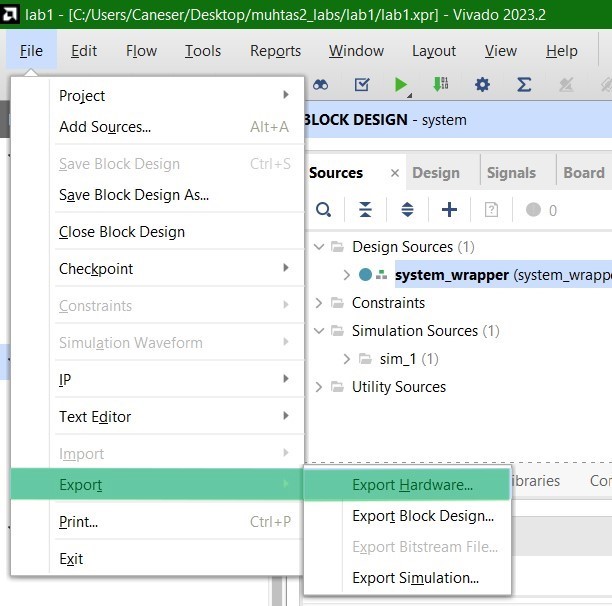 lab1 - [C:/Users/Caneser/Desktop/muhtas2_labs/lab1/lab1.xpr] - Vivado 2023.2
File Edit Flow Tools Reports Window Layout View Help
Project
Add Sources... Alt+A
Save Block Design Ctrl+S
Save Block Design As...
Close Block Design
Checkpoint
Constraints
Simulation Waveform
IP
Text Editor
Import
Export
Print... Ctrl+P
Exit
BLOCK DESIGN - system
Sources × Design Signals Board
0
Design Sources (1)
system_wrapper (system_wrappe
Constraints
Simulation Sources (1)
sim_1 (1)
Utility Sources
ibraries
Export Hardware...
Export Block Design...
Export Bitstream File...
Export Simulation...